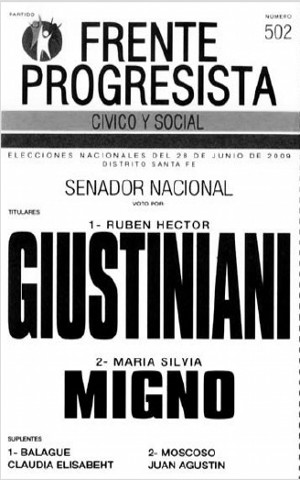 PARTIDO
NUMERO
502
FRENTE
PROGRESISTA
CIVICO Y SOCIAL
ELECCIONES NACIONALES DEL 28 DE JUNIO DE 2009
DISTRITO SANTA FE
SENADOR NACIONAL
VOTO POR
TITULARES
1- RUBEN HECTOR
GIUSTINIANI
2- MARIA SILVIA
MIGNO
SUPLENTES
1- BALAGUE
CLAUDIA ELISABEHT
2- MOSCOSO
JUAN AGUSTIN